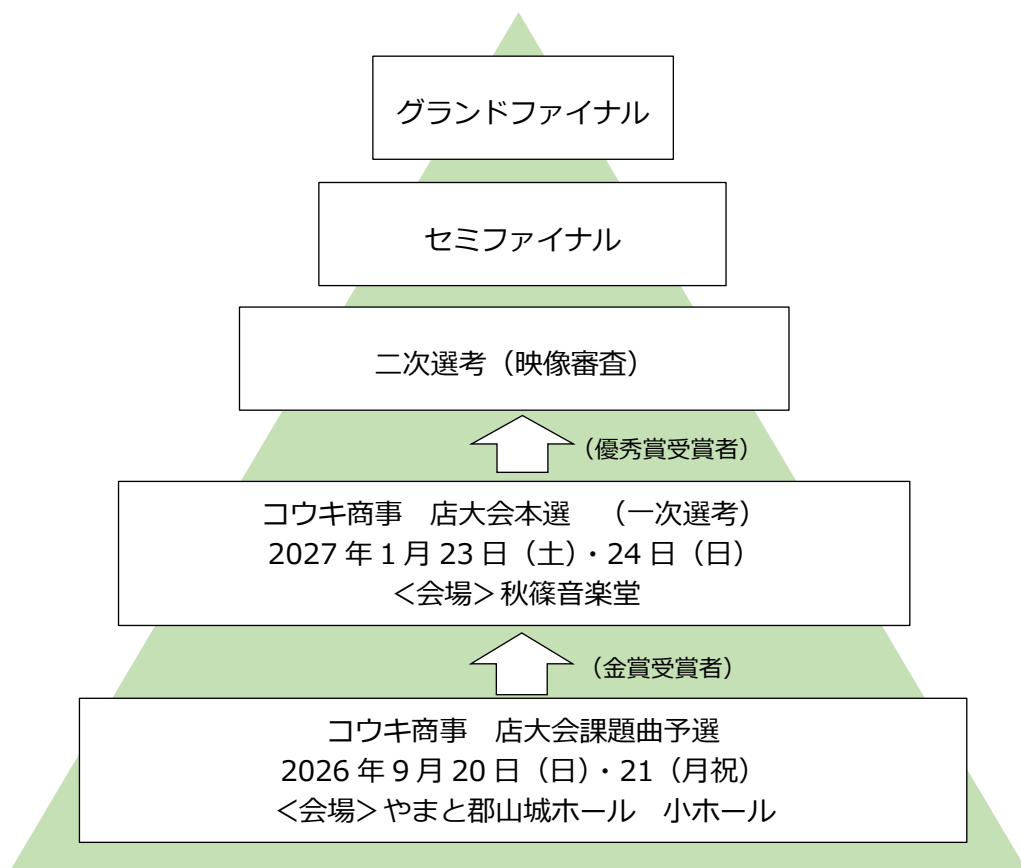 グランドファイナル
セミファイナル
二次選考（映像審査）
（優秀賞受賞者）
コウキ商事　店大会本選　（一次選考）
2027 年 1 月 23 日（土）・24 日（日）
＜会場＞秋篠音楽堂
（金賞受賞者）
コウキ商事　店大会課題曲予選
2026 年 9 月 20 日（日）・21（月祝）
＜会場＞やまと郡山城ホール　小ホール